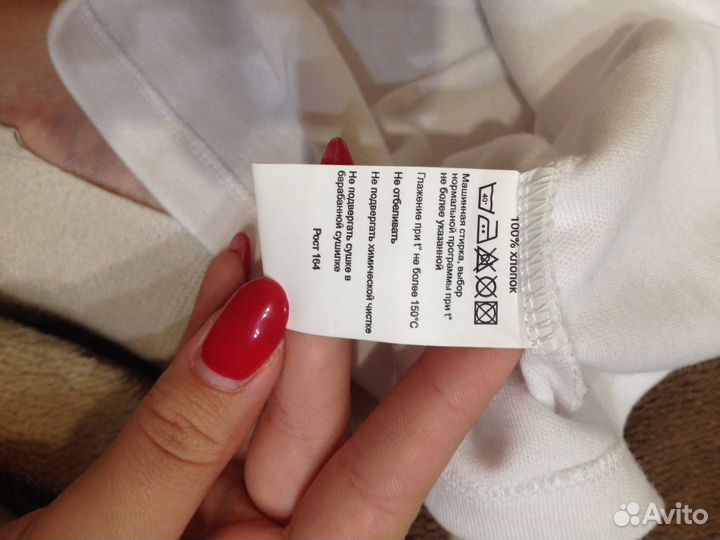 100% хлопок
40°
Машинная стирка, выбор
нормальной программы при t°
не более указанной
Глажение при t° не более 150°С
Не отбеливать
Не подвергать химической чистке
Не подвергать сушке в
барабанной сушилке
Рост 164
Avito